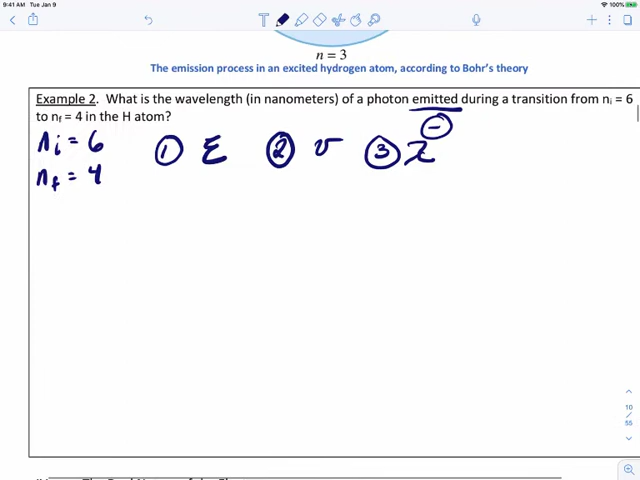 9:41 AM Tue Jan 9
100%
T
n = 3
The emission process in an excited hydrogen atom, according to Bohr's theory
Example 2. What is the wavelength (in nanometers) of a photon emitted during a transition from nᵢ = 6
to n_f = 4 in the H atom?
nᵢ = 6
n_f = 4
① E ② ν ③ λ
−
10
/
55